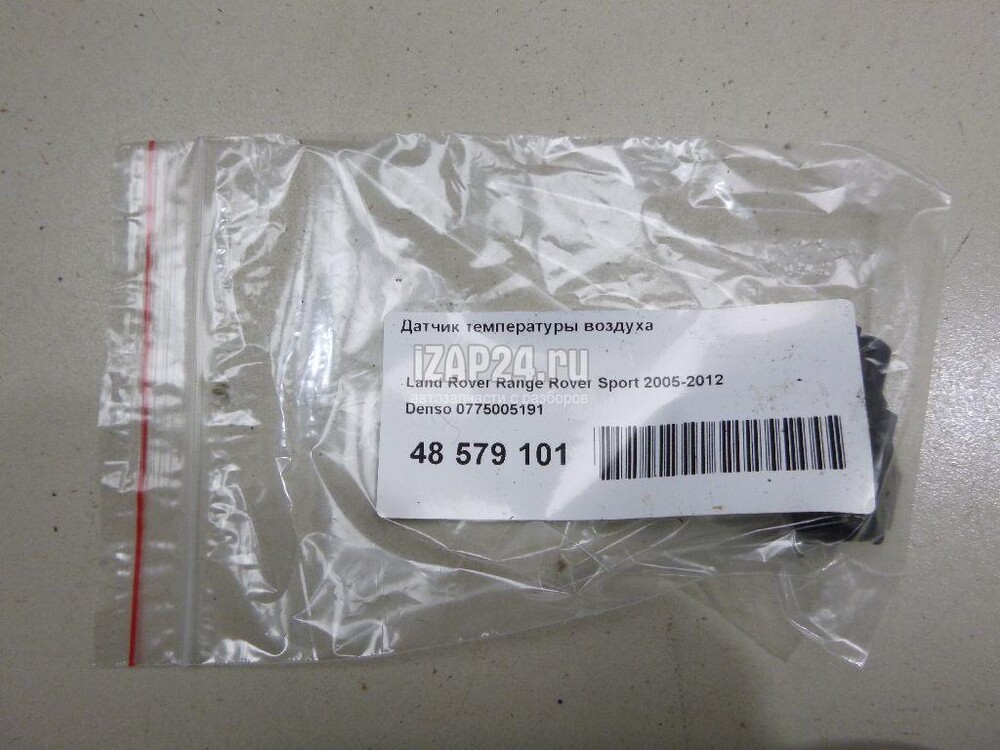 Датчик температуры воздуха
iZAP24.ru
Land Rover Range Rover Sport 2005-2012
автозапчасти с разборов
Denso 0775005191
48 579 101